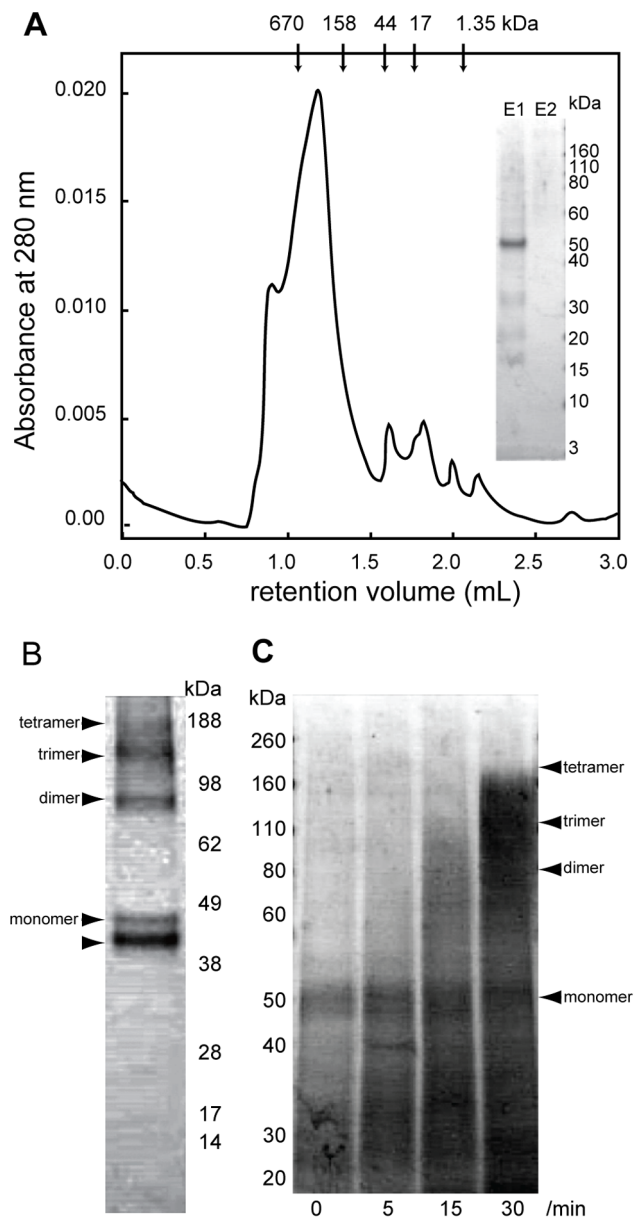 A
670 158 44 17 1.35 kDa
0.020
0.015
0.010
0.005
0.00
Absorbance at 280 nm
0.0 0.5 1.0 1.5 2.0 2.5 3.0
retention volume (mL)
E1 E2 kDa
160
110
80
60
50
40
30
20
15
10
3
B
kDa
188
98
62
49
38
28
17
14
tetramer
trimer
dimer
monomer
C
kDa
260
160
110
80
60
50
40
30
20
tetramer
trimer
dimer
monomer
0 5 15 30 /min